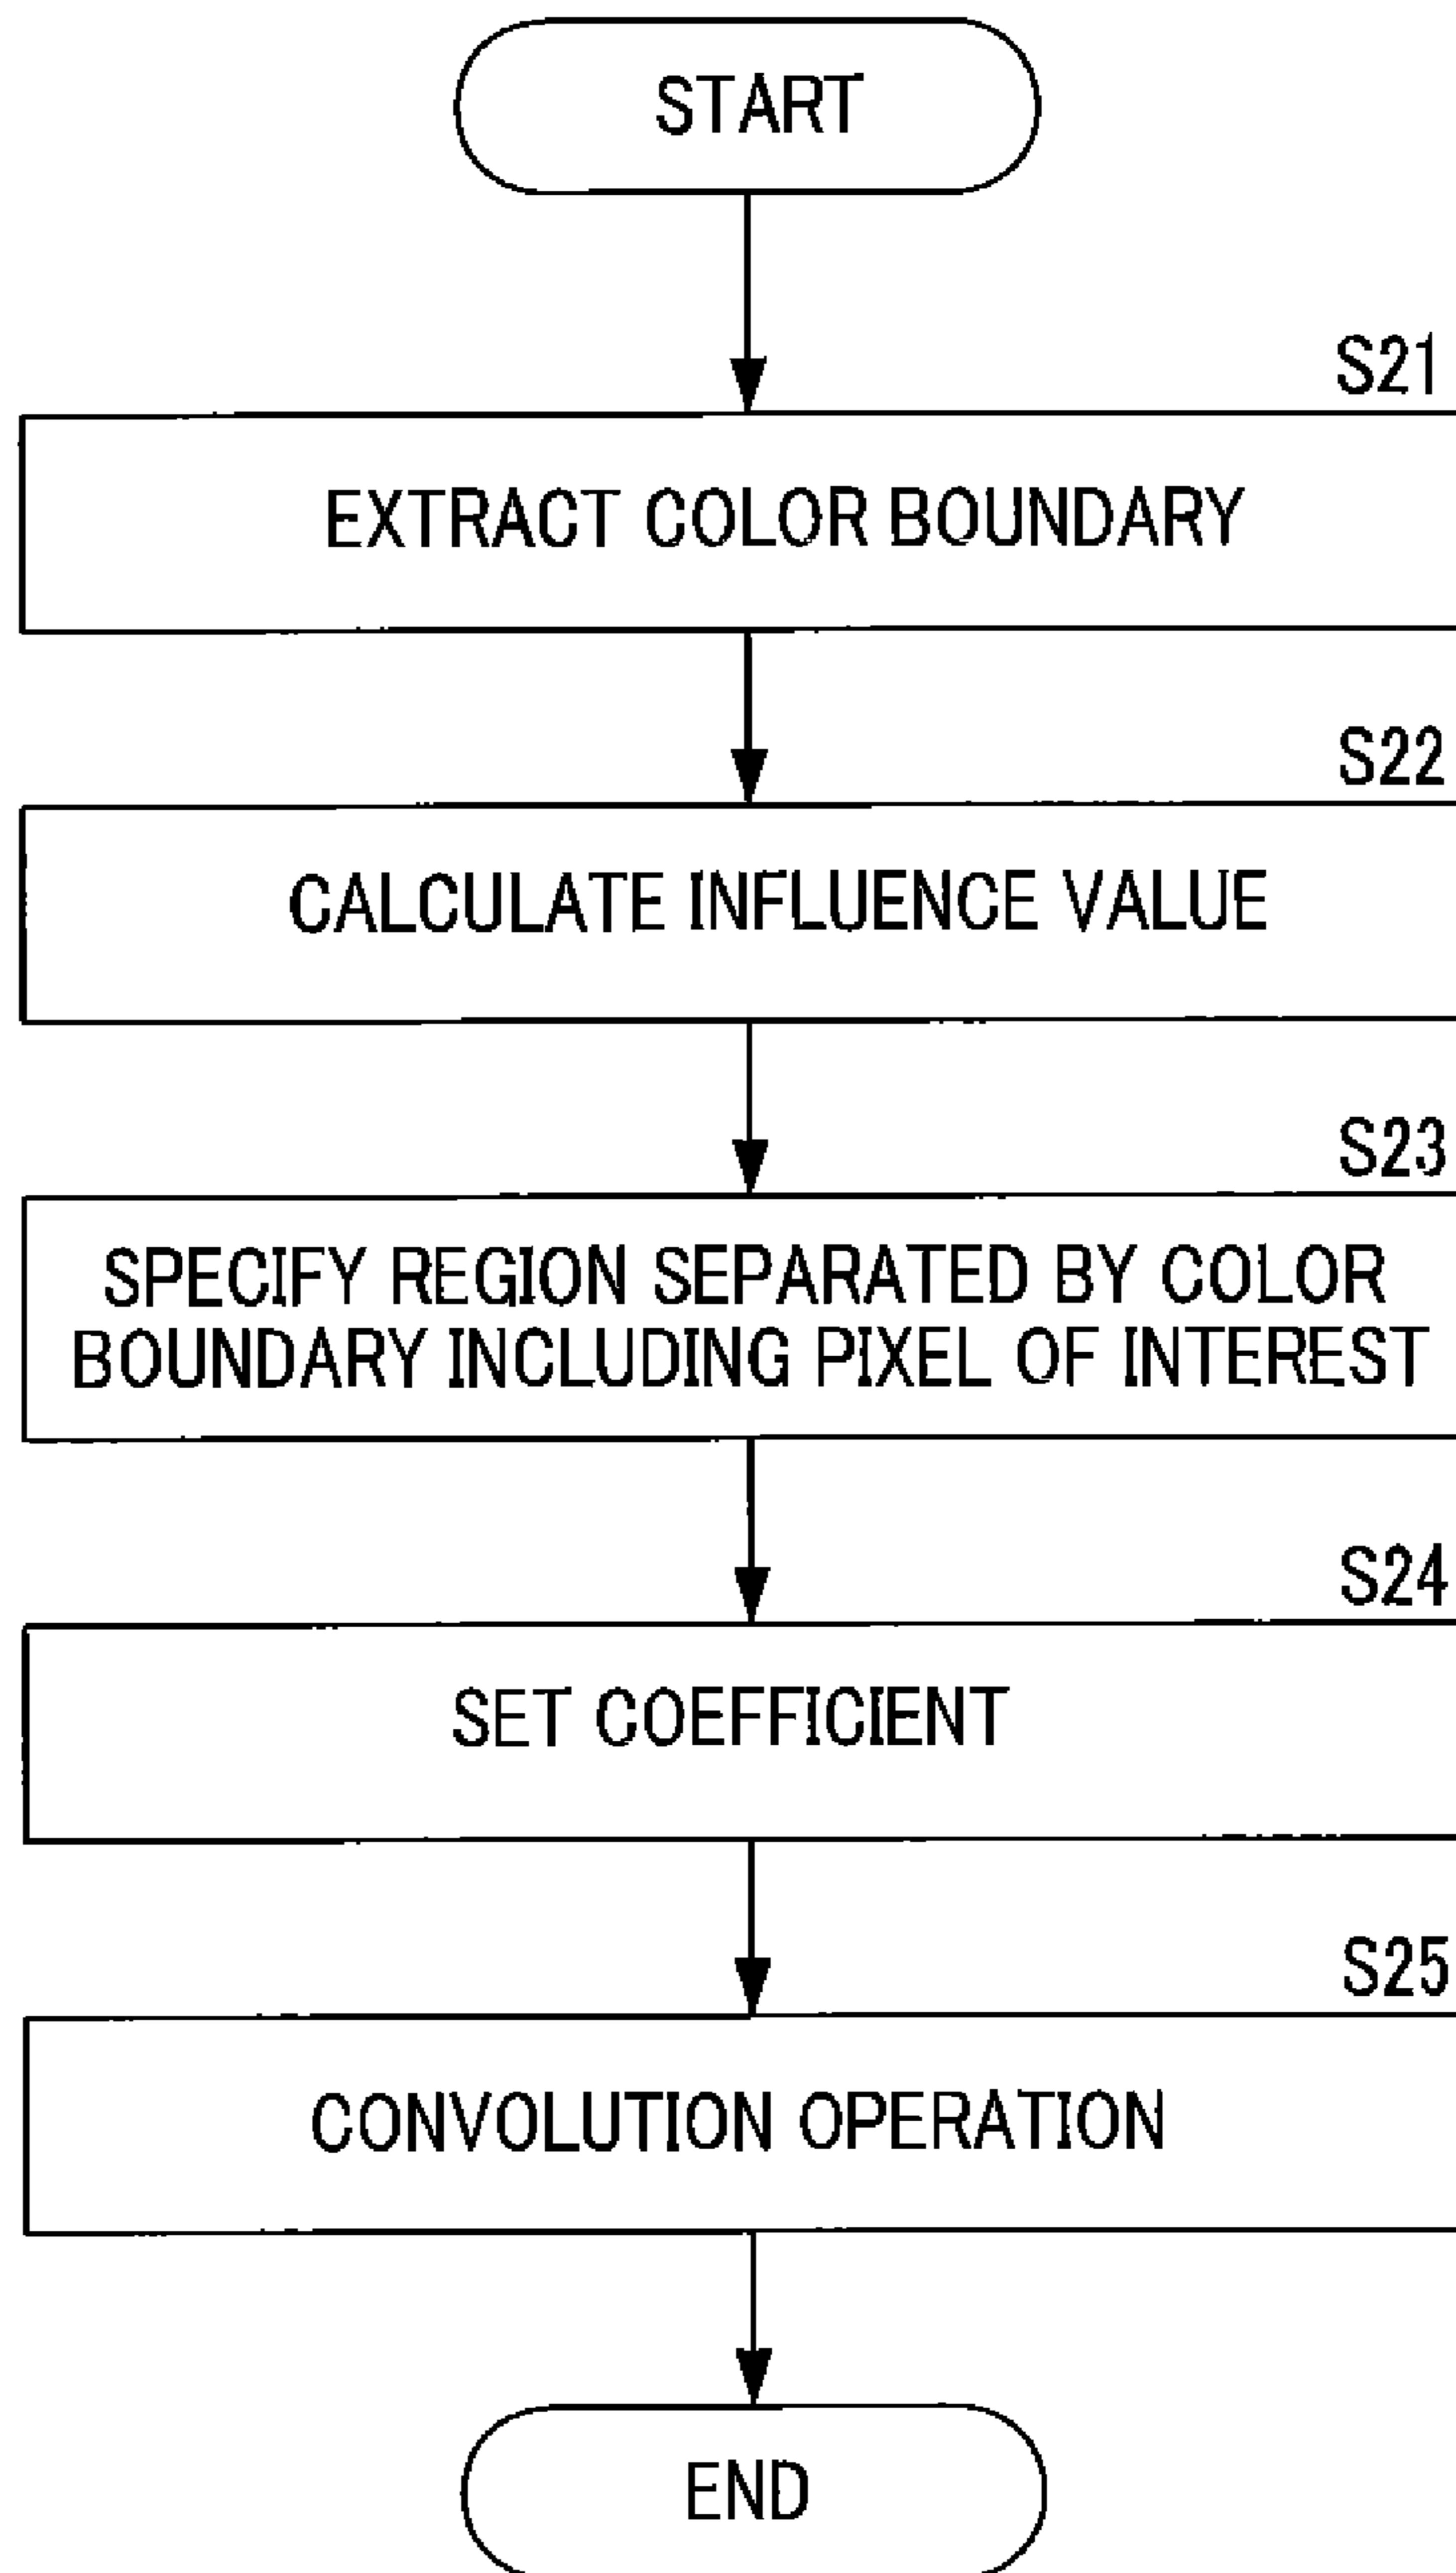 START
S21
EXTRACT COLOR BOUNDARY
S22
CALCULATE INFLUENCE VALUE
S23
SPECIFY REGION SEPARATED BY COLOR
BOUNDARY INCLUDING PIXEL OF INTEREST
S24
SET COEFFICIENT
S25
CONVOLUTION OPERATION
END